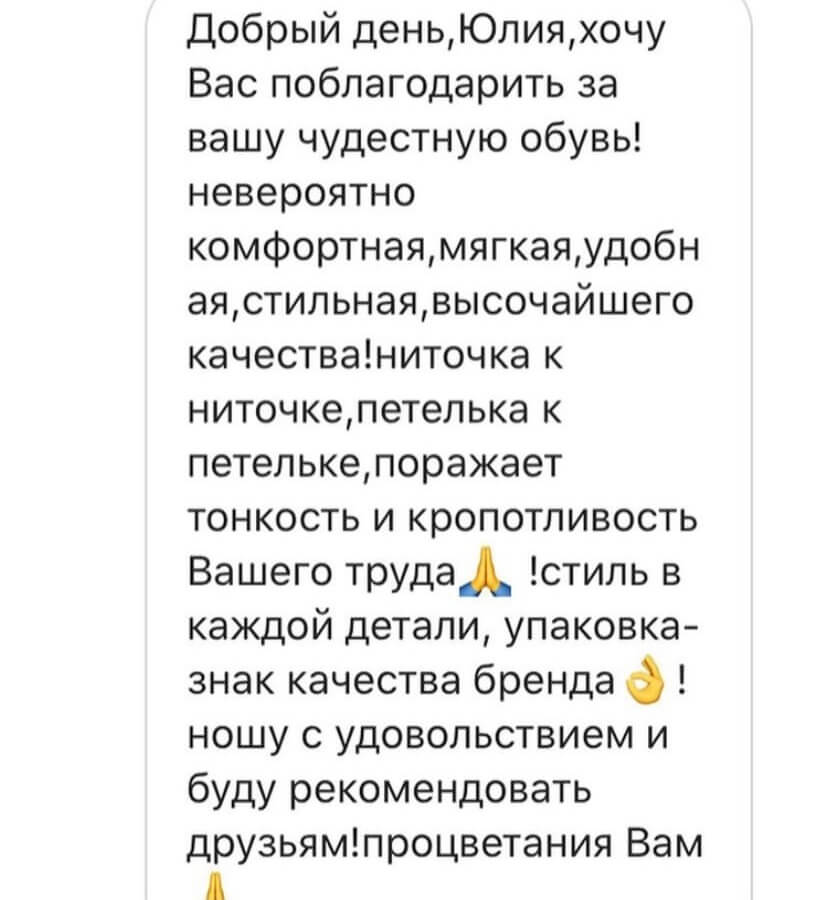 Добрый день,Юлия,хочу
Вас поблагодарить за
вашу чудестную обувь!
невероятно
комфортная,мягкая,удобн
ая,стильная,высочайшего
качества!ниточка к
ниточке,петелька к
петельке,поражает
тонкость и кропотливость
Вашего труда🙏 !стиль в
каждой детали, упаковка-
знак качества бренда👌!
ношу с удовольствием и
буду рекомендовать
друзьям!процветания Вам
🙏